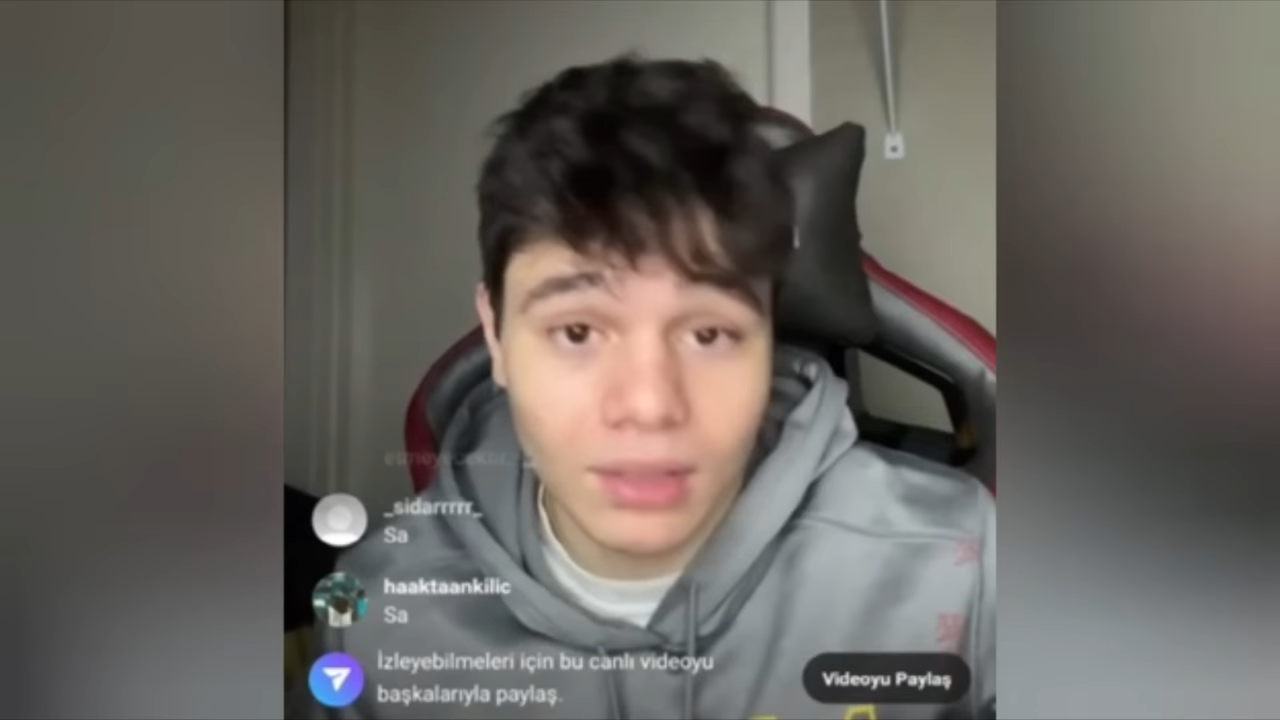 _sidarrrrr_
Sa
haaktaankilic
Sa
İzleyebilmeleri için bu canlı videoyu
başkalarıyla paylaş.
Videoyu Paylaş